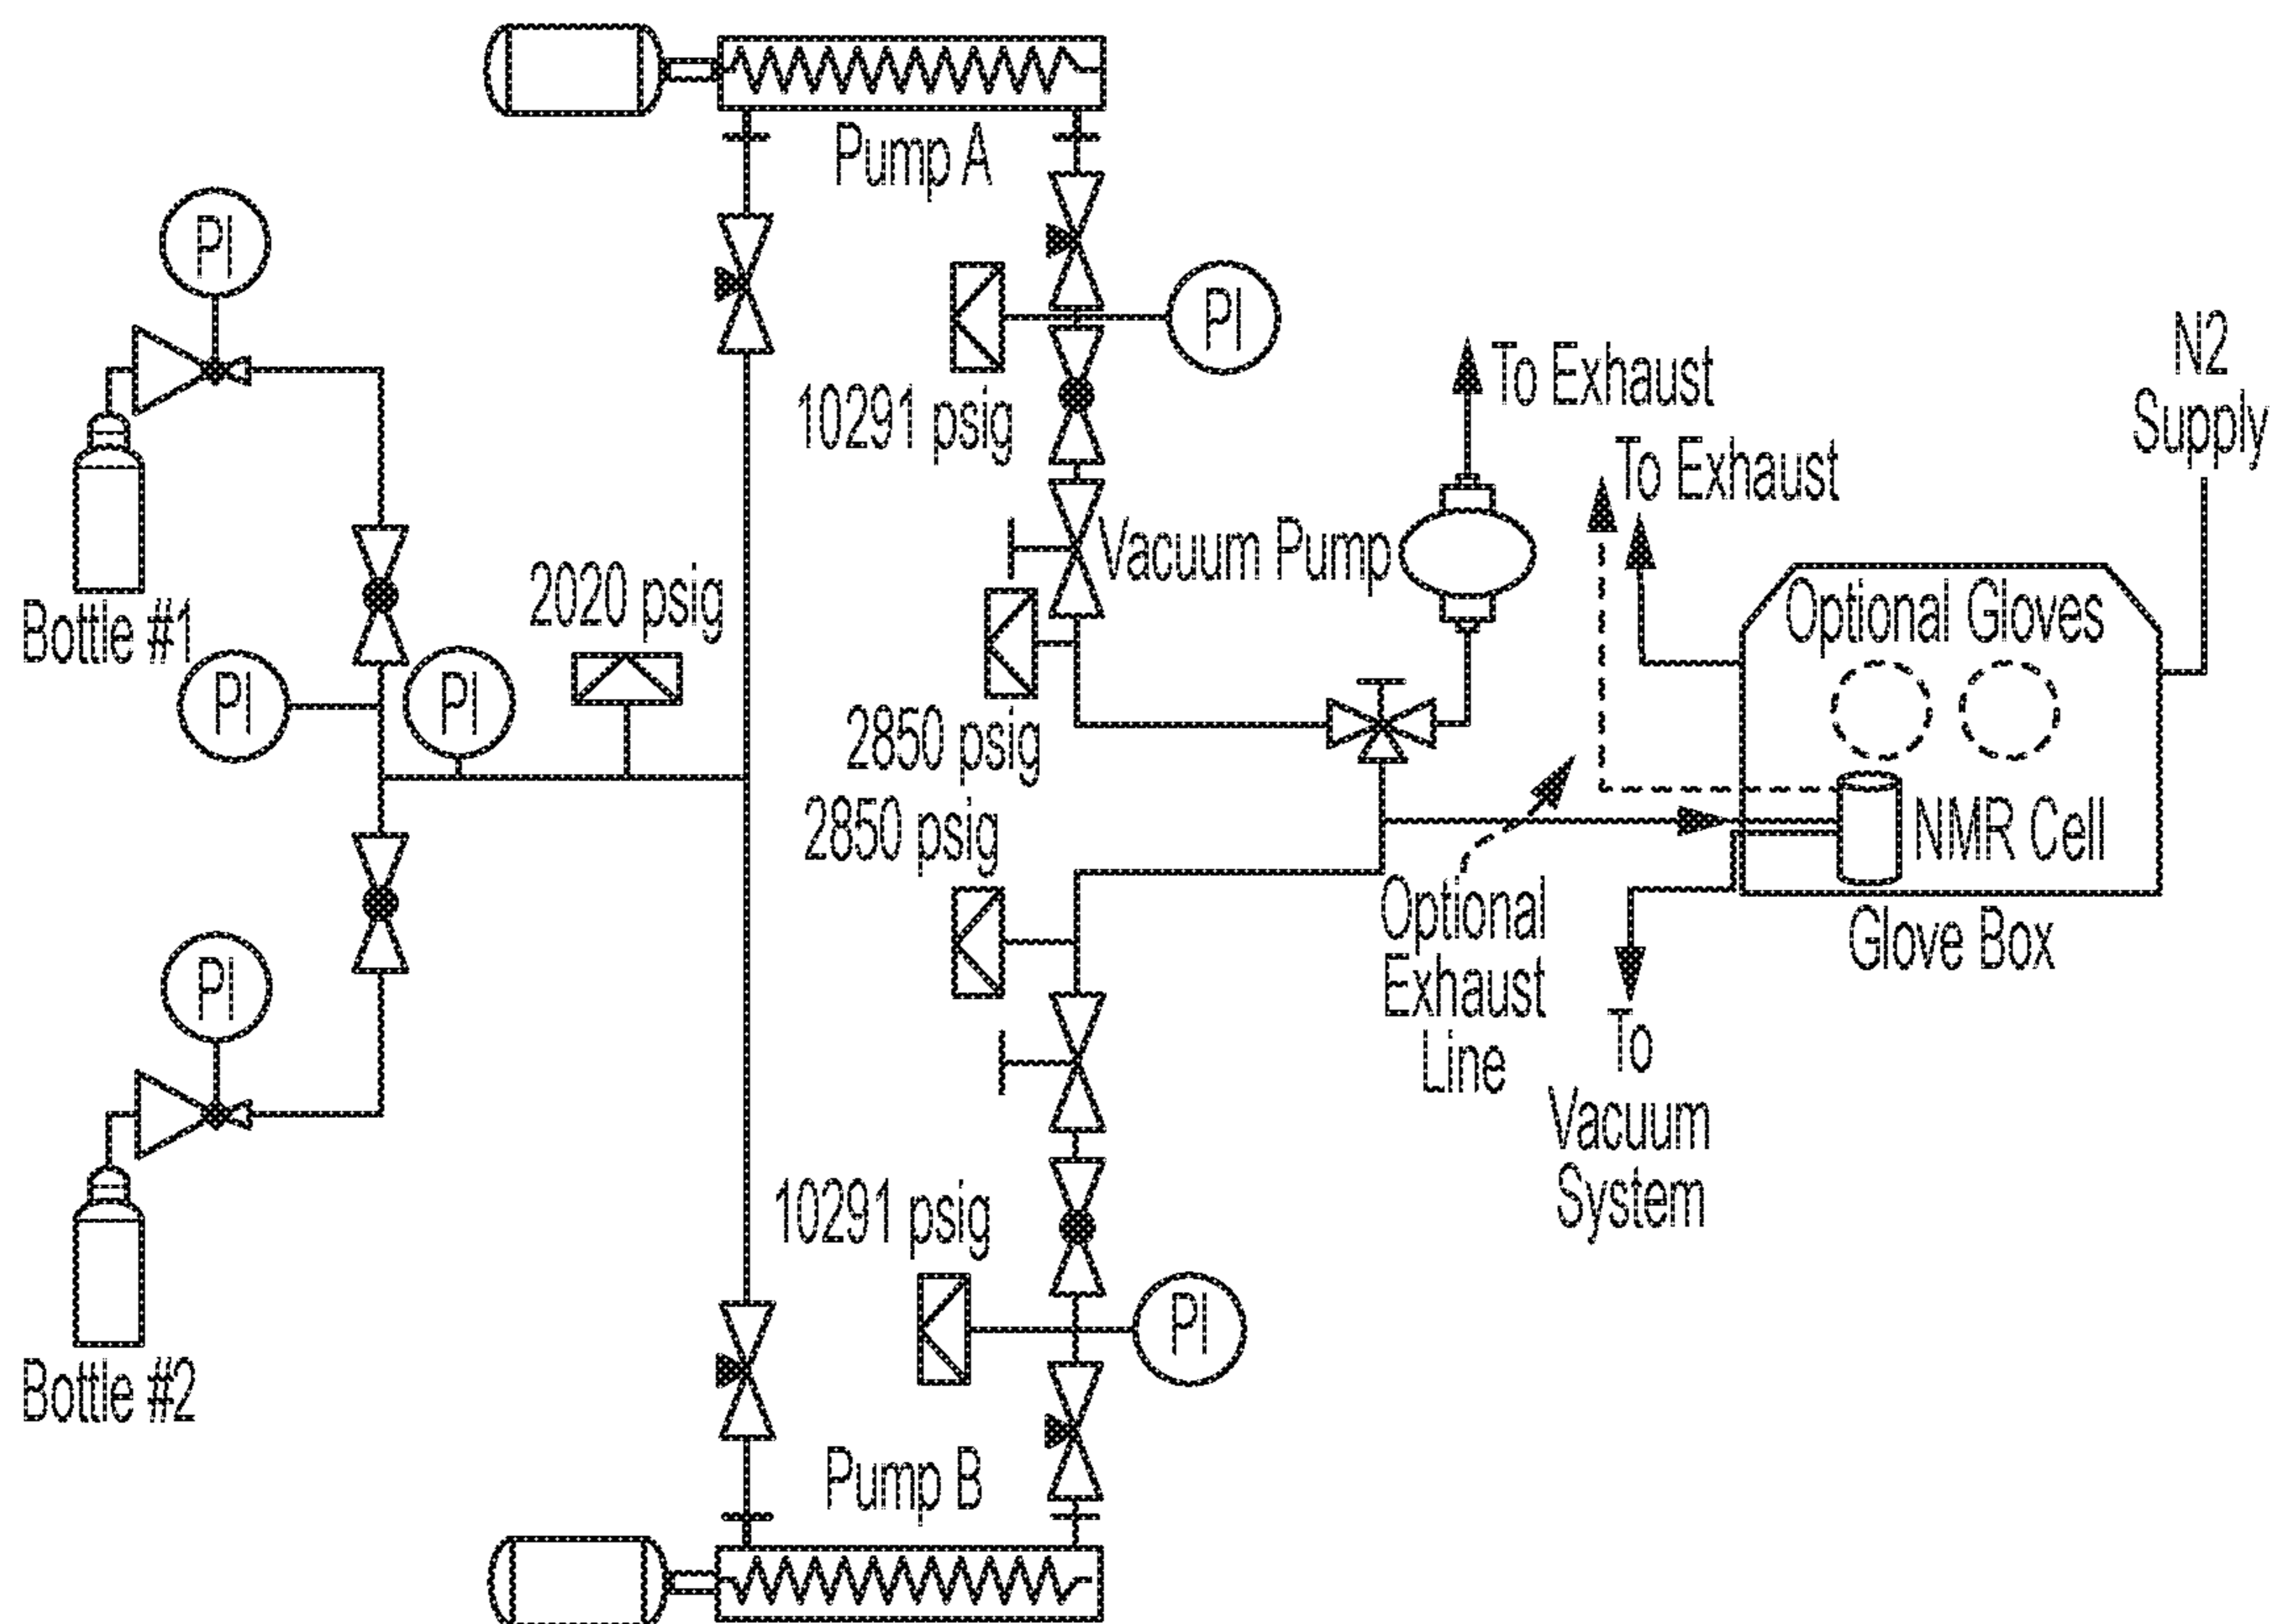 Pump A
PI
PI
10291 psig
To Exhaust
N2
Supply
To Exhaust
Vacuum Pump
2020 psig
Bottle #1
Optional Gloves
PI
PI
2850 psig
2850 psig
NMR Cell
Optional
Exhaust
Line
Glove Box
PI
To
Vacuum
System
10291 psig
PI
Bottle #2
Pump B